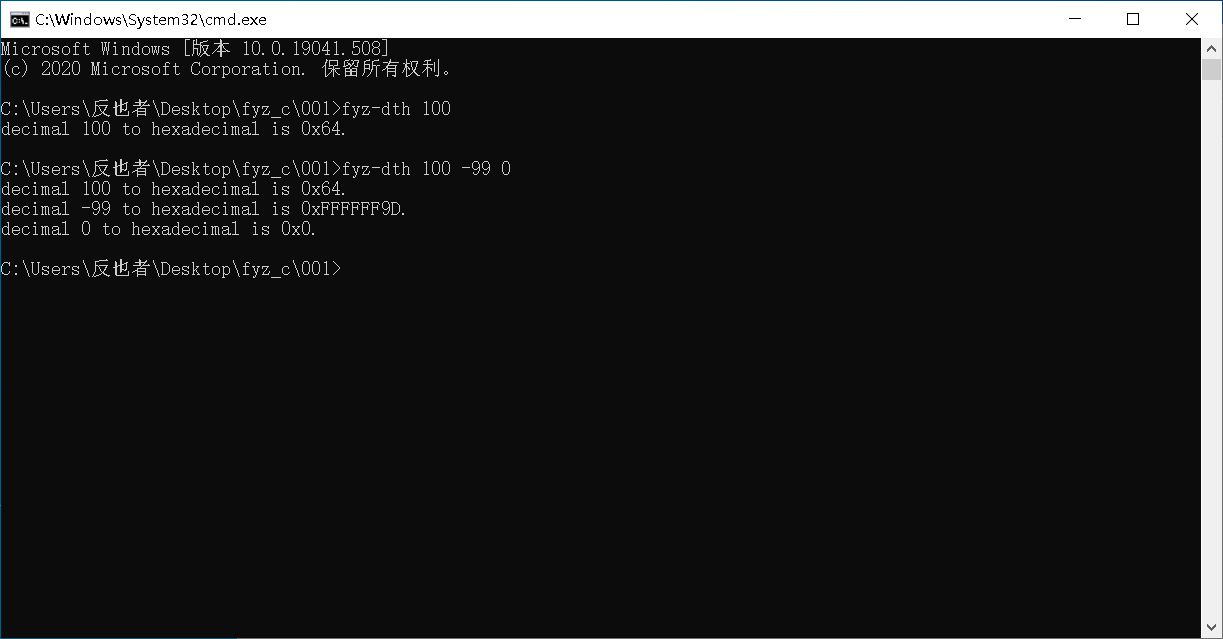 C:\Windows\System32\cmd.exe
Microsoft Windows [版本 10.0.19041.508]
(c) 2020 Microsoft Corporation. 保留所有权利。
C:\Users\反也者\Desktop\fyz_c\001>fyz-dth 100
decimal 100 to hexadecimal is 0x64.
C:\Users\反也者\Desktop\fyz_c\001>fyz-dth 100 -99 0
decimal 100 to hexadecimal is 0x64.
decimal -99 to hexadecimal is 0xFFFFFF9D.
decimal 0 to hexadecimal is 0x0.
C:\Users\反也者\Desktop\fyz_c\001>